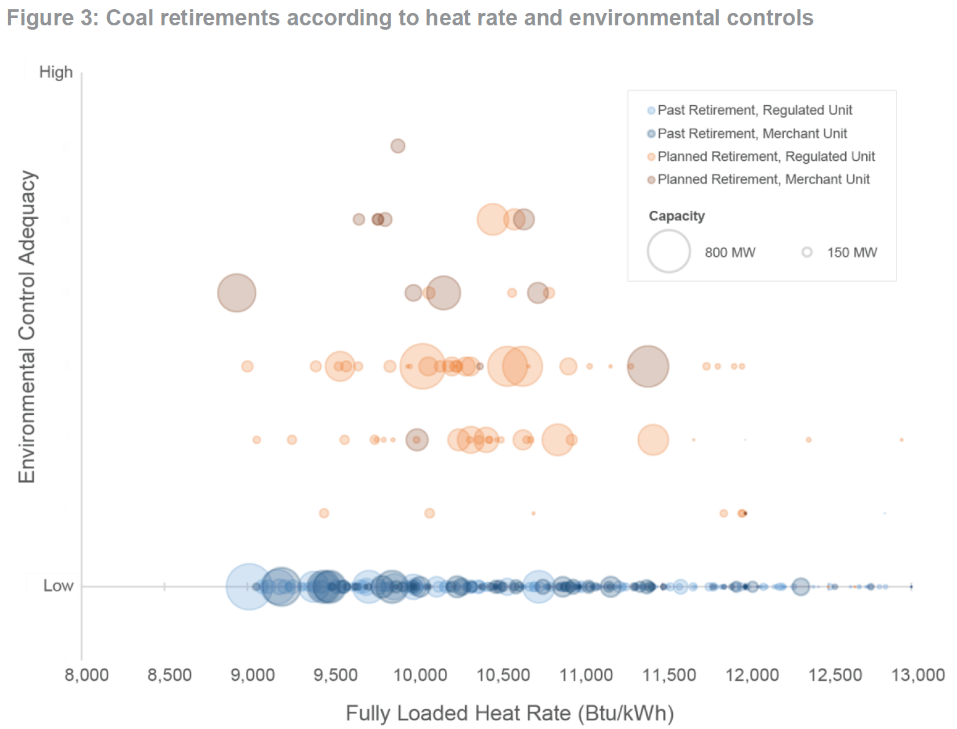 Figure 3: Coal retirements according to heat rate and environmental controls
High
Past Retirement, Regulated Unit
Past Retirement, Merchant Unit
Planned Retirement, Regulated Unit
Planned Retirement, Merchant Unit
Capacity
800 MW 150 MW
Environmental Control Adequacy
Low
8,000 8,500 9,000 9,500 10,000 10,500 11,000 11,500 12,000 12,500 13,000
Fully Loaded Heat Rate (Btu/kWh)